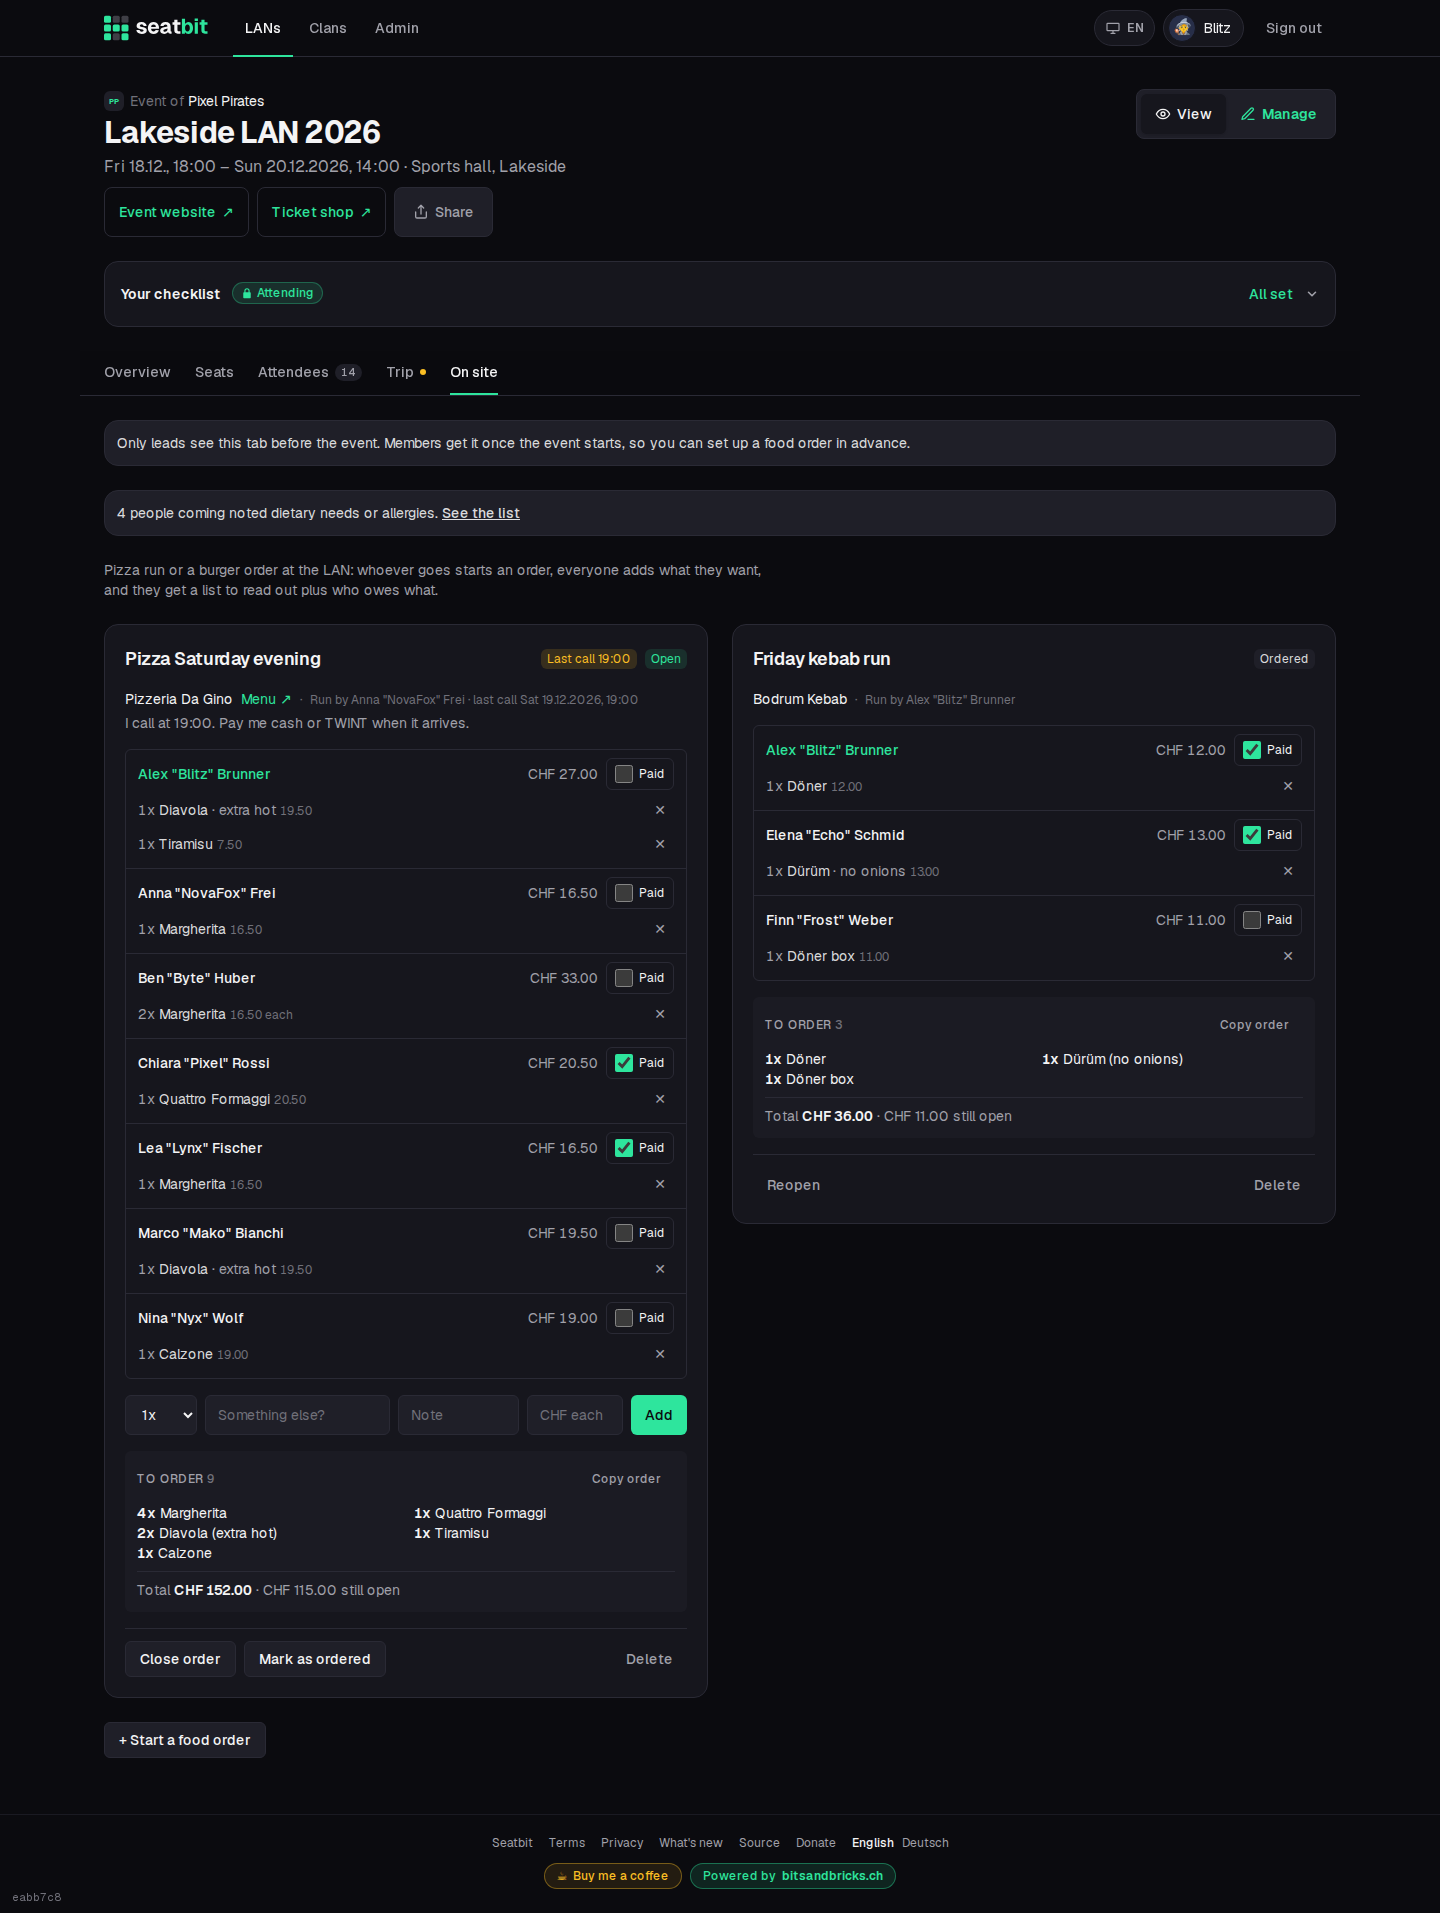 seatbit LANs Clans Admin EN Blitz Sign out
PP Event of Pixel Pirates
Lakeside LAN 2026
View Manage
Fri 18.12., 18:00 – Sun 20.12.2026, 14:00 · Sports hall, Lakeside
Event website ↗ Ticket shop ↗ Share
Your checklist Attending All set
Overview Seats Attendees 14 Trip On site
Only leads see this tab before the event. Members get it once the event starts, so you can set up a food order in advance.
4 people coming noted dietary needs or allergies. See the list
Pizza run or a burger order at the LAN: whoever goes starts an order, everyone adds what they want,
and they get a list to read out plus who owes what.
Pizza Saturday evening Last call 19:00 Open
Pizzeria Da Gino Menu ↗ · Run by Anna "NovaFox" Frei · last call Sat 19.12.2026, 19:00
I call at 19:00. Pay me cash or TWINT when it arrives.
Alex "Blitz" Brunner CHF 27.00 Paid
1x Diavola · extra hot 19.50 ✕
1x Tiramisu 7.50 ✕
Anna "NovaFox" Frei CHF 16.50 Paid
1x Margherita 16.50 ✕
Ben "Byte" Huber CHF 33.00 Paid
2x Margherita 16.50 each ✕
Chiara "Pixel" Rossi CHF 20.50 Paid
1x Quattro Formaggi 20.50 ✕
Lea "Lynx" Fischer CHF 16.50 Paid
1x Margherita 16.50 ✕
Marco "Mako" Bianchi CHF 19.50 Paid
1x Diavola · extra hot 19.50 ✕
Nina "Nyx" Wolf CHF 19.00 Paid
1x Calzone 19.00 ✕
1x Something else? Note CHF each Add
TO ORDER 9 Copy order
4x Margherita 1x Quattro Formaggi
2x Diavola (extra hot) 1x Tiramisu
1x Calzone
Total CHF 152.00 · CHF 115.00 still open
Close order Mark as ordered Delete
Friday kebab run Ordered
Bodrum Kebab · Run by Alex "Blitz" Brunner
Alex "Blitz" Brunner CHF 12.00 Paid
1x Döner 12.00 ✕
Elena "Echo" Schmid CHF 13.00 Paid
1x Dürüm · no onions 13.00 ✕
Finn "Frost" Weber CHF 11.00 Paid
1x Döner box 11.00 ✕
TO ORDER 3 Copy order
1x Döner 1x Dürüm (no onions)
1x Döner box
Total CHF 36.00 · CHF 11.00 still open
Reopen Delete
+ Start a food order
Seatbit Terms Privacy What's new Source Donate English Deutsch
Buy me a coffee Powered by bitsandbricks.ch
eabb7c8